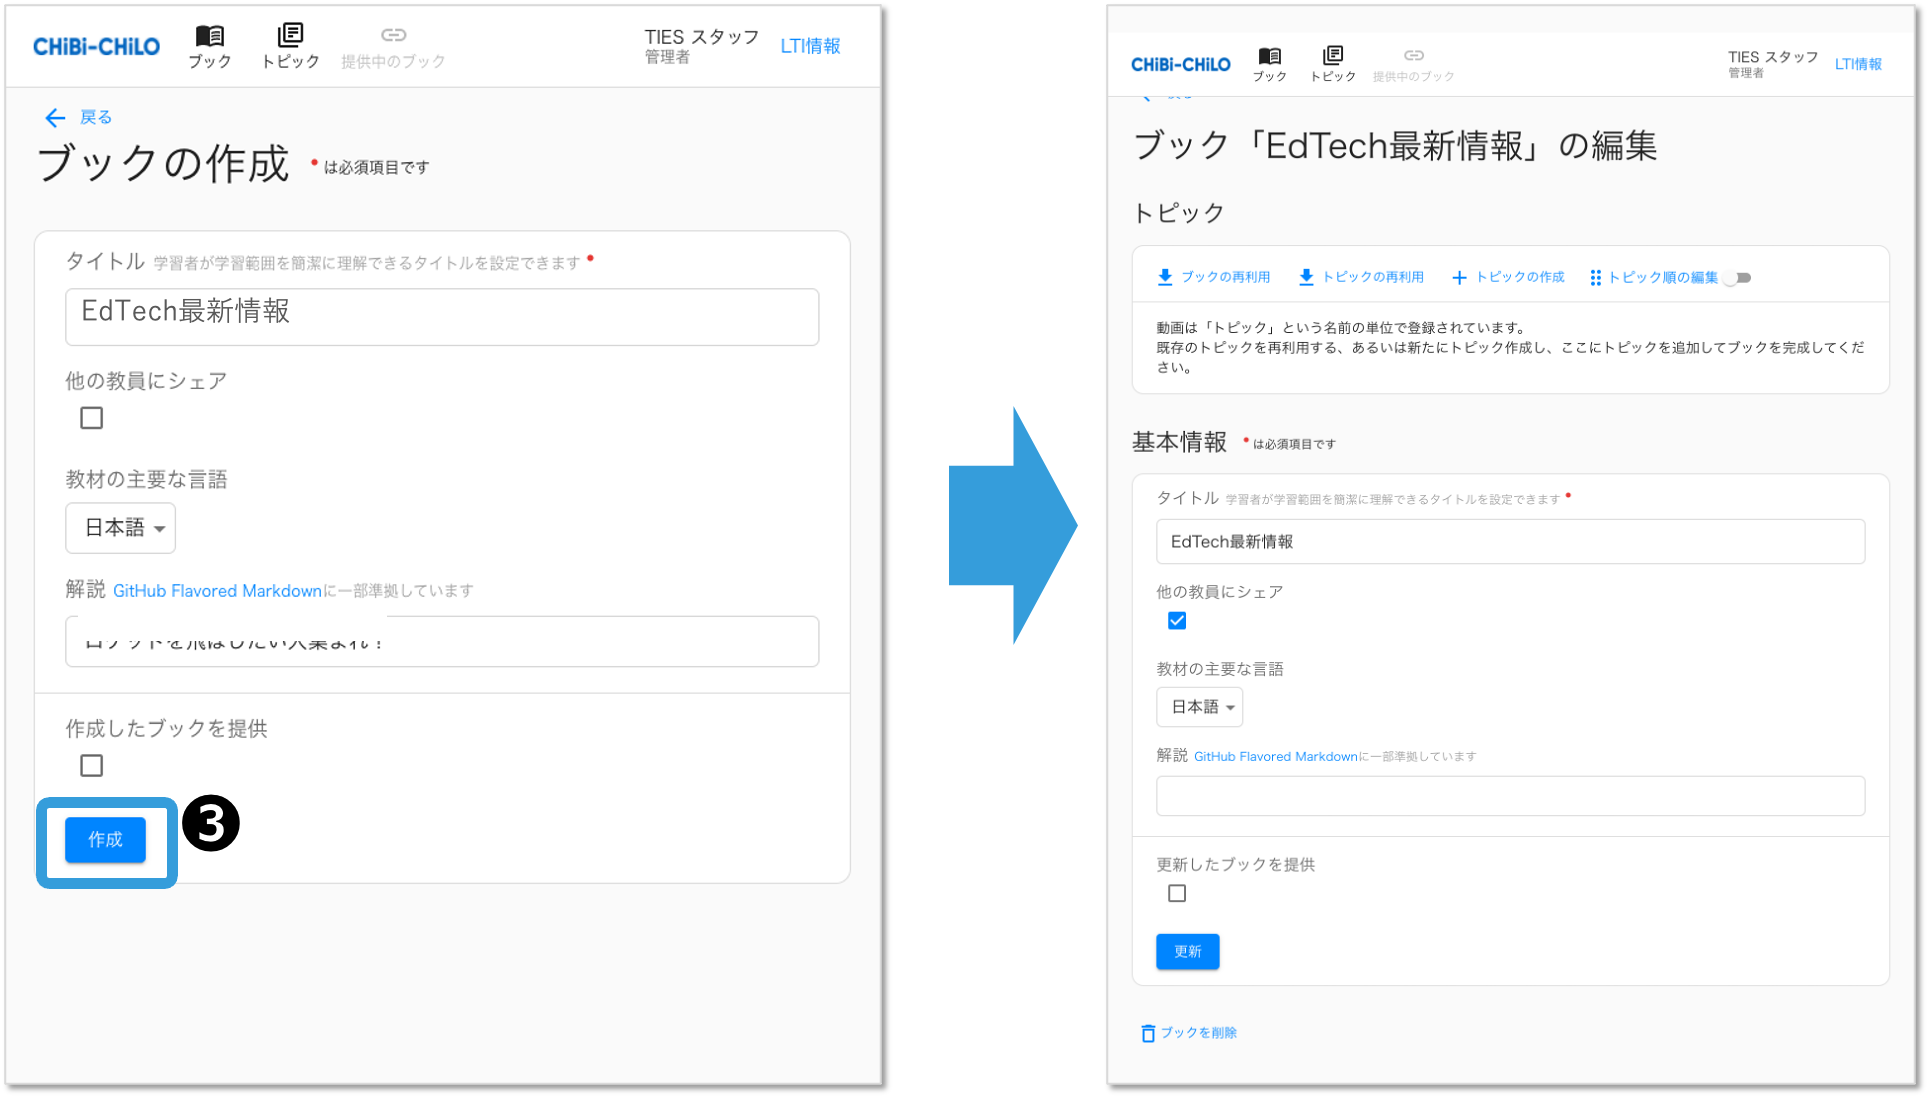 CHiBi-CHiLO
ブック
トピック
提供中のブック
TIES スタッフ
管理者
LTI情報
戻る
ブックの作成 * は必須項目です
タイトル 学習者が学習範囲を簡潔に理解できるタイトルを設定できます *
EdTech最新情報
他の教員にシェア
教材の主要な言語
日本語
解説 GitHub Flavored Markdownに一部準拠しています
ロケットを飛ばしたい人集まれ！
作成したブックを提供
作成
❸
CHiBi-CHiLO
ブック
トピック
提供中のブック
TIES スタッフ
管理者
LTI情報
ブック「EdTech最新情報」の編集
トピック
ブックの再利用
トピックの再利用
トピックの作成
トピック順の編集
動画は「トピック」という名前の単位で登録されています。
既存のトピックを再利用する、あるいは新たにトピック作成し、ここにトピックを追加してブックを完成してくだ
さい。
基本情報 * は必須項目です
タイトル 学習者が学習範囲を簡潔に理解できるタイトルを設定できます *
EdTech最新情報
他の教員にシェア
教材の主要な言語
日本語
解説 GitHub Flavored Markdownに一部準拠しています
更新したブックを提供
更新
ブックを削除